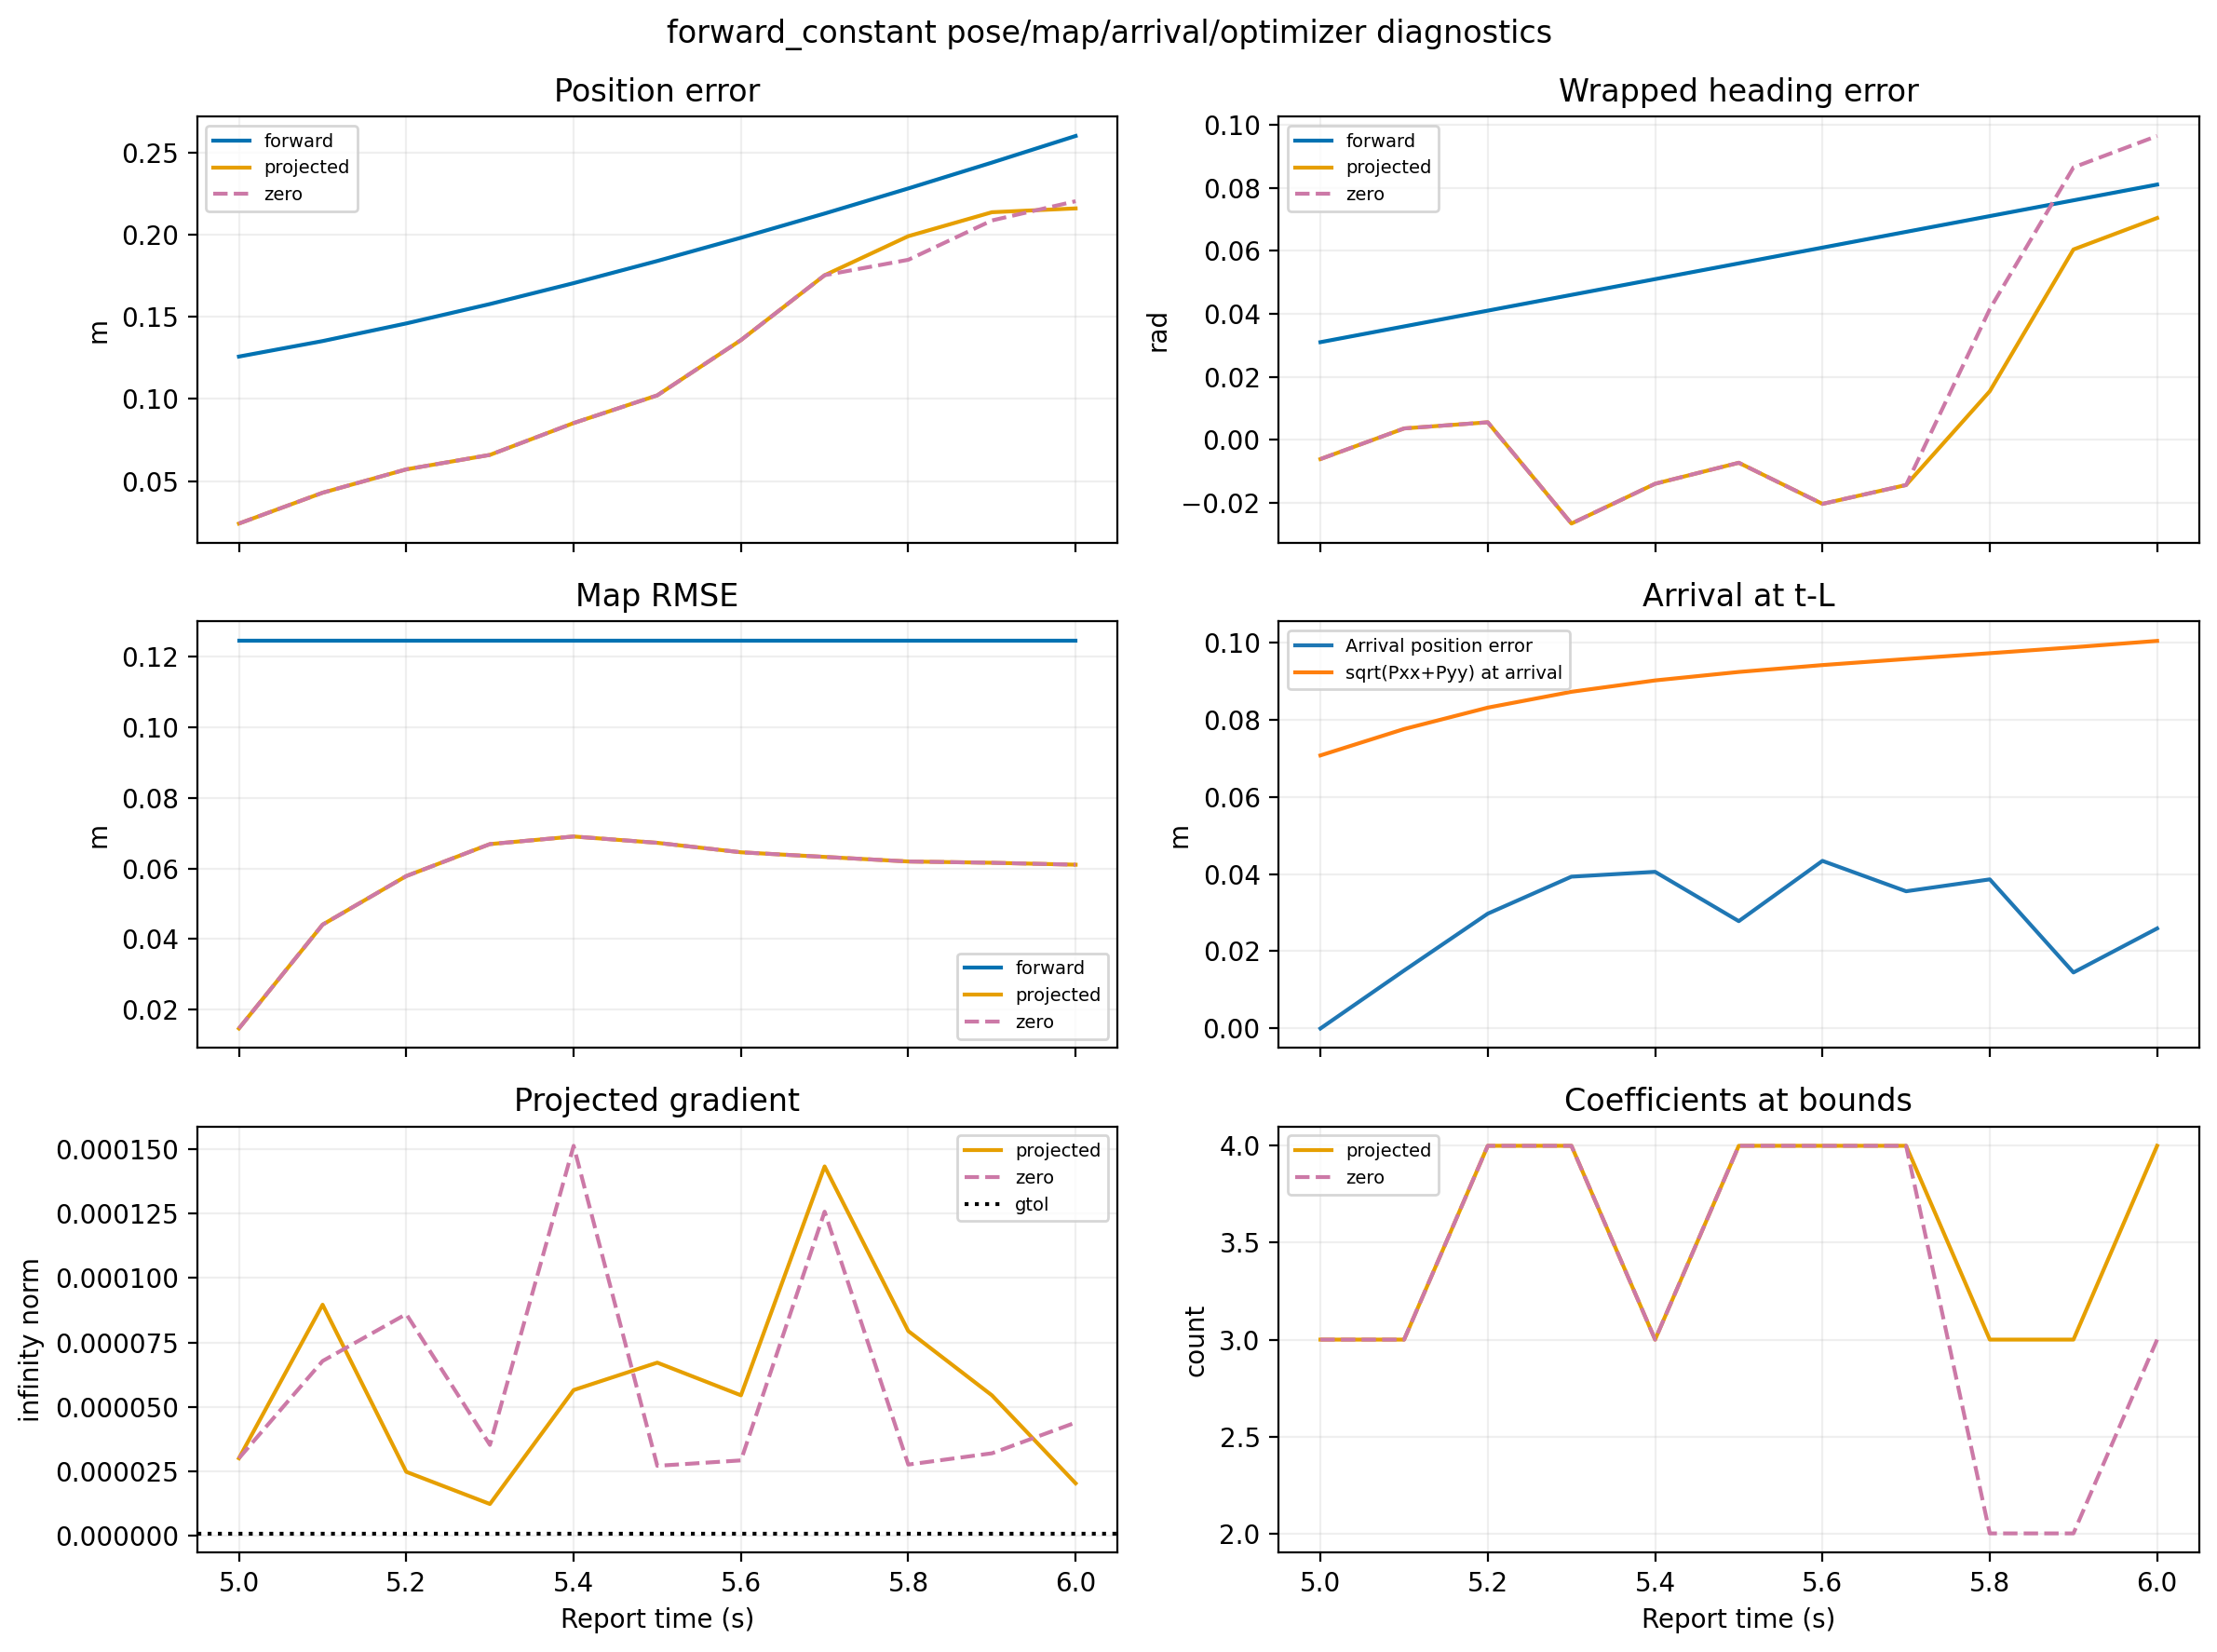 forward_constant pose/map/arrival/optimizer diagnostics
Position error
m
0.25
0.20
0.15
0.10
0.05
forward
projected
zero
Wrapped heading error
rad
0.10
0.08
0.06
0.04
0.02
0.00
−0.02
forward
projected
zero
Map RMSE
m
0.12
0.10
0.08
0.06
0.04
0.02
forward
projected
zero
Arrival at t-L
m
0.10
0.08
0.06
0.04
0.02
0.00
Arrival position error
sqrt(Pxx+Pyy) at arrival
Projected gradient
infinity norm
0.000150
0.000125
0.000100
0.000075
0.000050
0.000025
0.000000
projected
zero
gtol
5.0 5.2 5.4 5.6 5.8 6.0
Report time (s)
Coefficients at bounds
count
4.0
3.5
3.0
2.5
2.0
projected
zero
5.0 5.2 5.4 5.6 5.8 6.0
Report time (s)